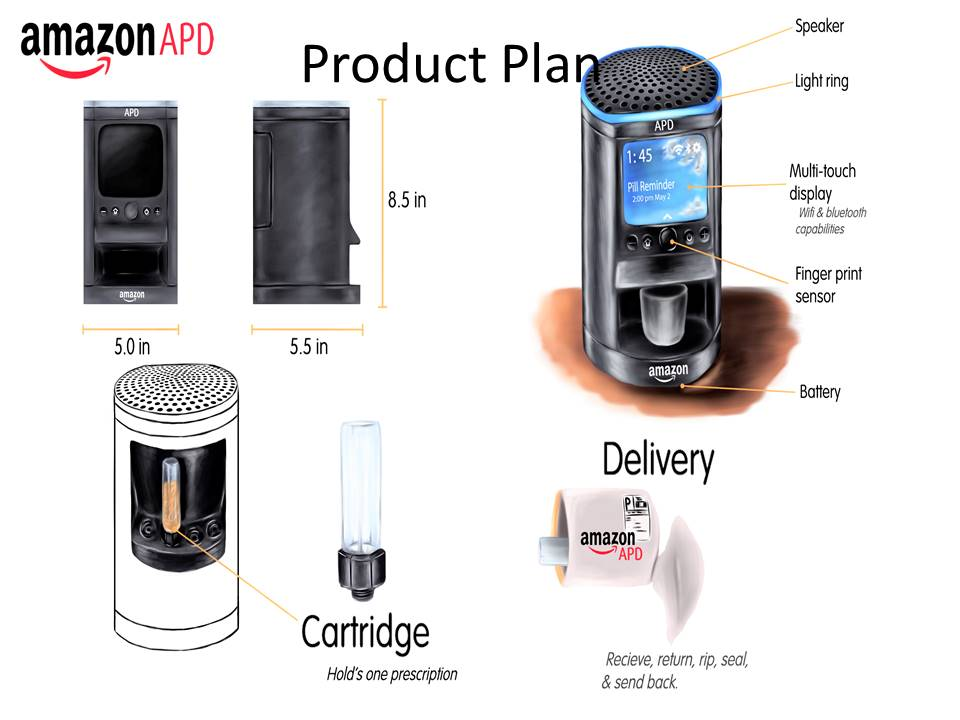 amazon APD
Product Plan
APD
amazon
8.5 in
5.0 in
5.5 in
Speaker
Light ring
APD
1:45
Pill Reminder
2:00 pm May 2
Multi-touch
display
Wifi & bluetooth
capabilities
Finger print
sensor
amazon
Battery
Cartridge
Hold's one prescription
Delivery
P
amazon
APD
Recieve, return, rip, seal,
& send back.